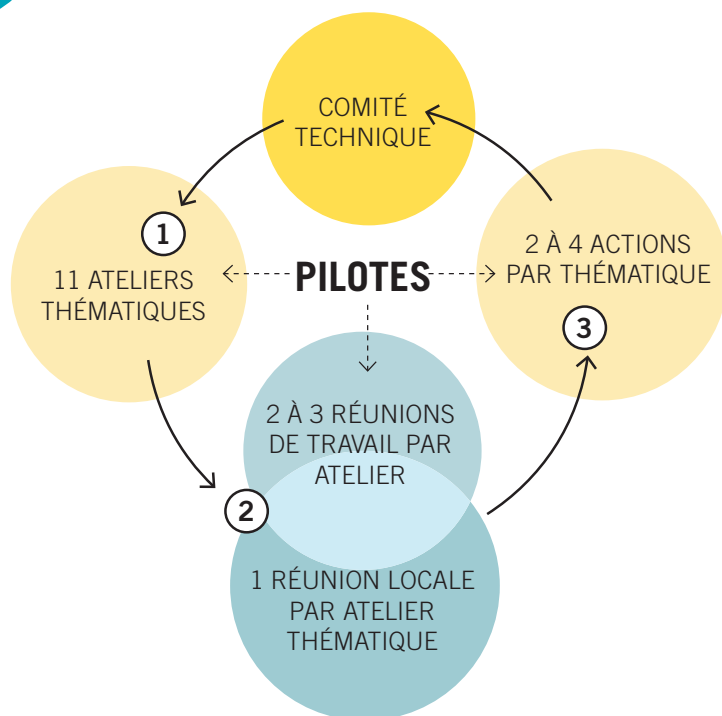 COMITÉ
TECHNIQUE
1
11 ATELIERS
THÉMATIQUES
PILOTES
2 À 4 ACTIONS
PAR THÉMATIQUE
3
2 À 3 RÉUNIONS
DE TRAVAIL PAR
ATELIER
2
1 RÉUNION LOCALE
PAR ATELIER
THÉMATIQUE